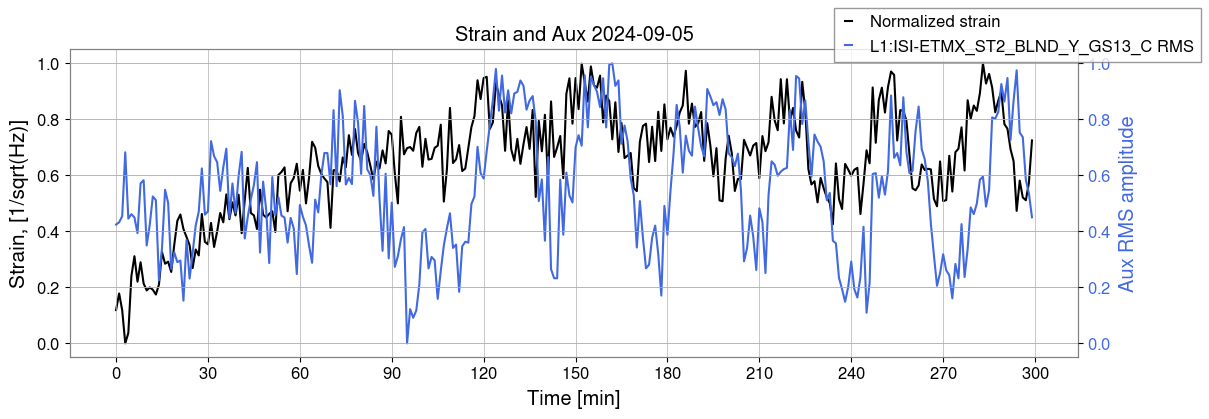 Strain and Aux 2024-09-05
Normalized strain
L1:ISI-ETMX_ST2_BLND_Y_GS13_C RMS
Strain, [1/sqrt(Hz)]
1.0
0.8
0.6
0.4
0.2
0.0
Aux RMS amplitude
1.0
0.8
0.6
0.4
0.2
0.0
0 30 60 90 120 150 180 210 240 270 300
Time [min]